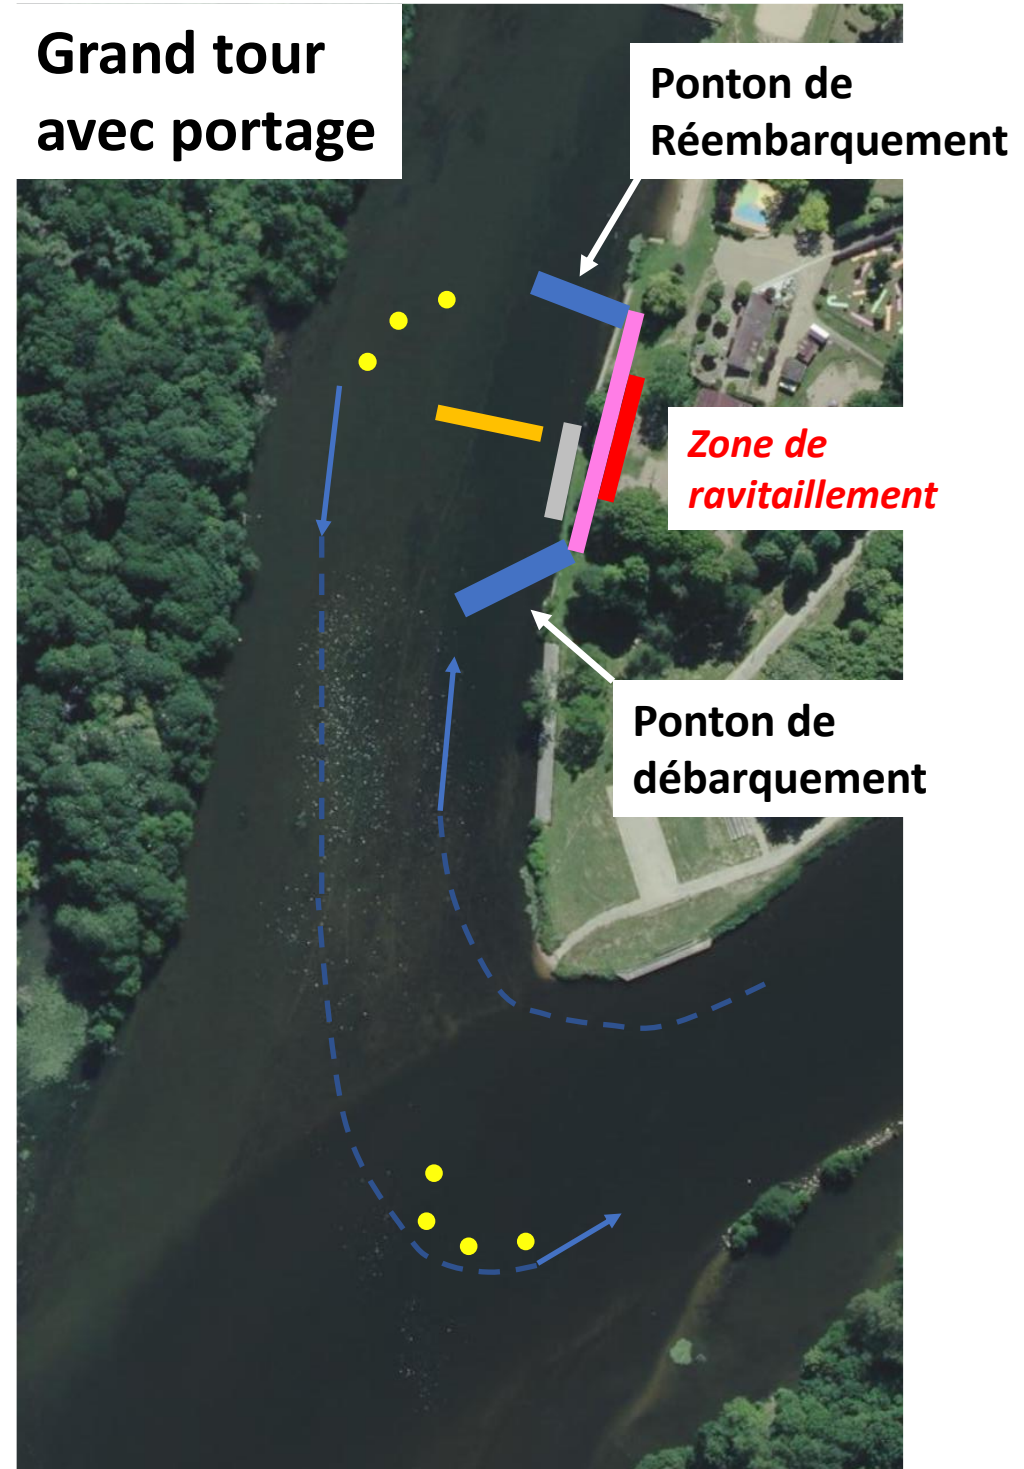 Grand tour
avec portage
Ponton de
Réembarquement
Zone de
ravitaillement
Ponton de
débarquement